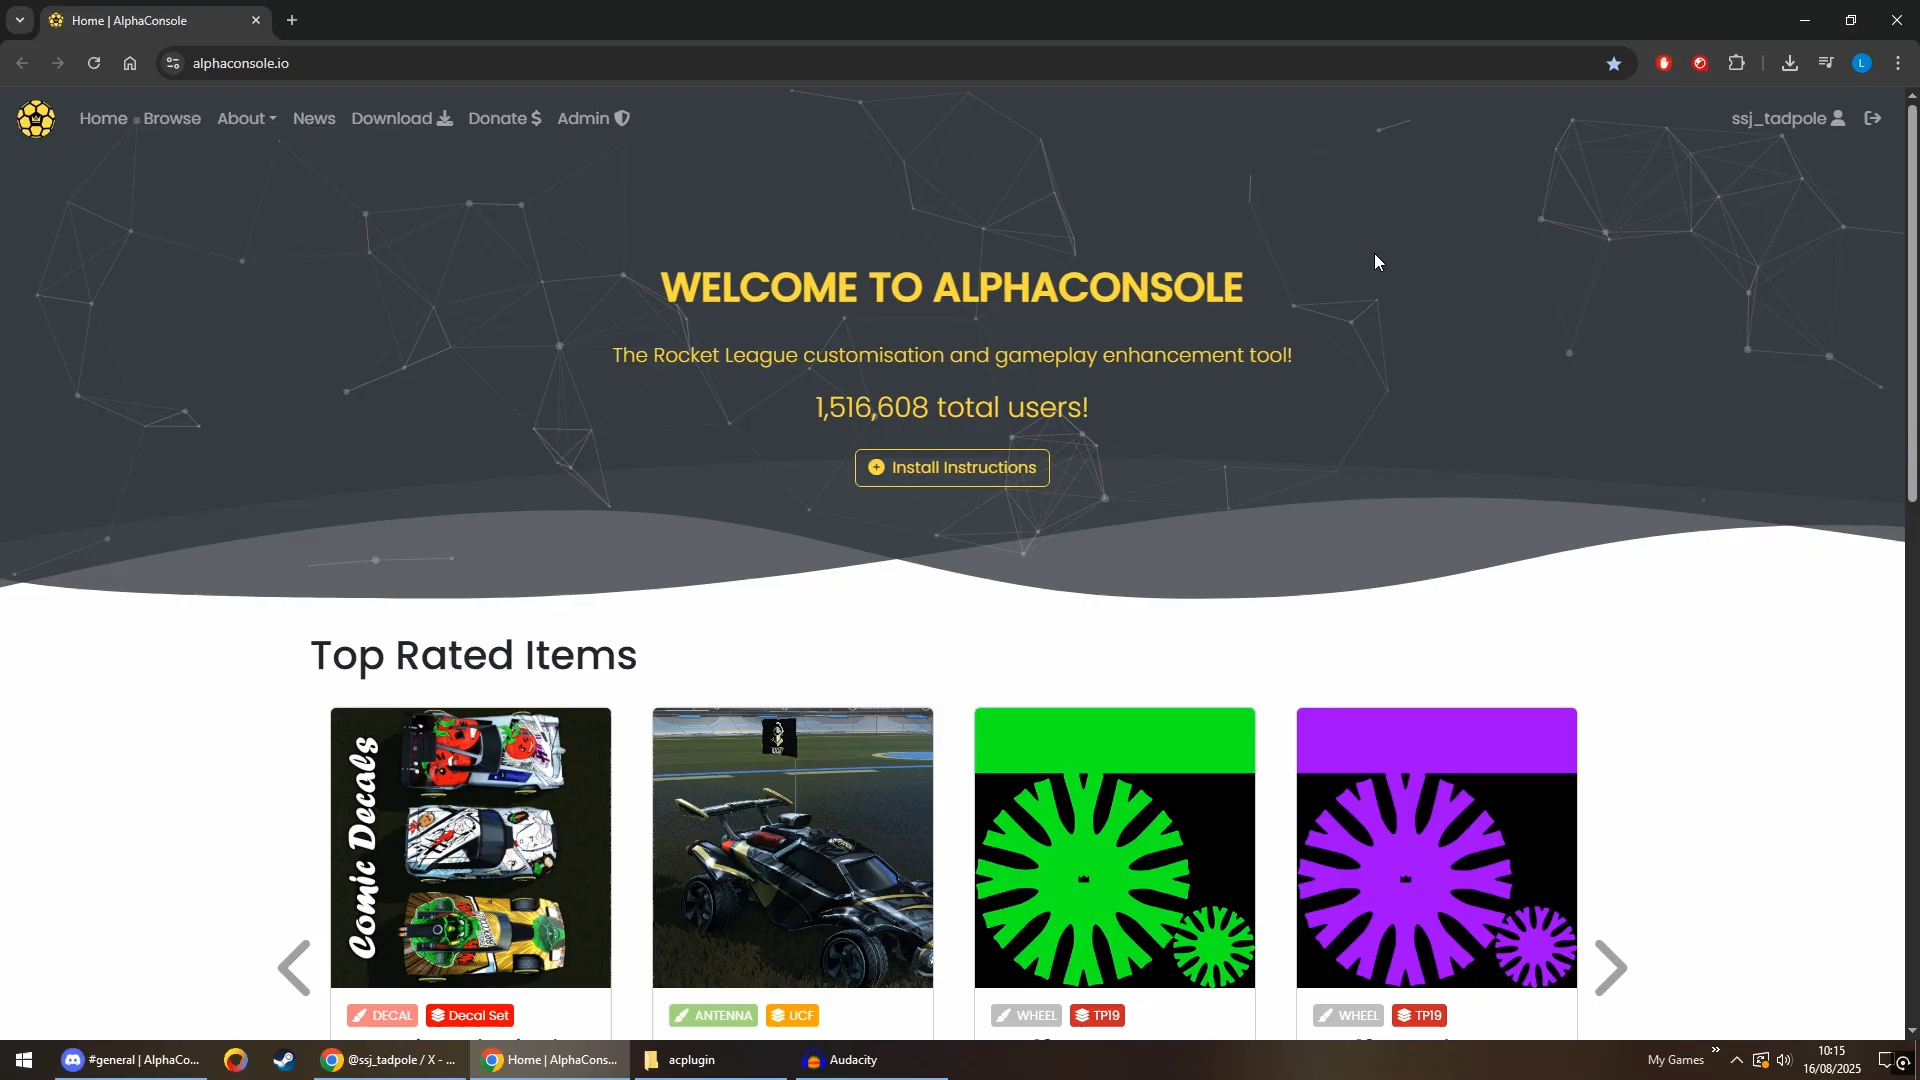 Home | AlphaConsole
alphaconsole.io
L
Home
Browse
About
News
Download
Donate
Admin
ssj_tadpole
WELCOME TO ALPHACONSOLE
The Rocket League customisation and gameplay enhancement tool!
1,516,608 total users!
Install Instructions
Top Rated Items
Comic Decals
DECAL
Decal Set
ANTENNA
UCF
WHEEL
TP19
WHEEL
TP19
#general | AlphaCo...
@ssj_tadpole / X - ...
Home | AlphaCons...
acplugin
Audacity
My Games
10:15
16/08/2025